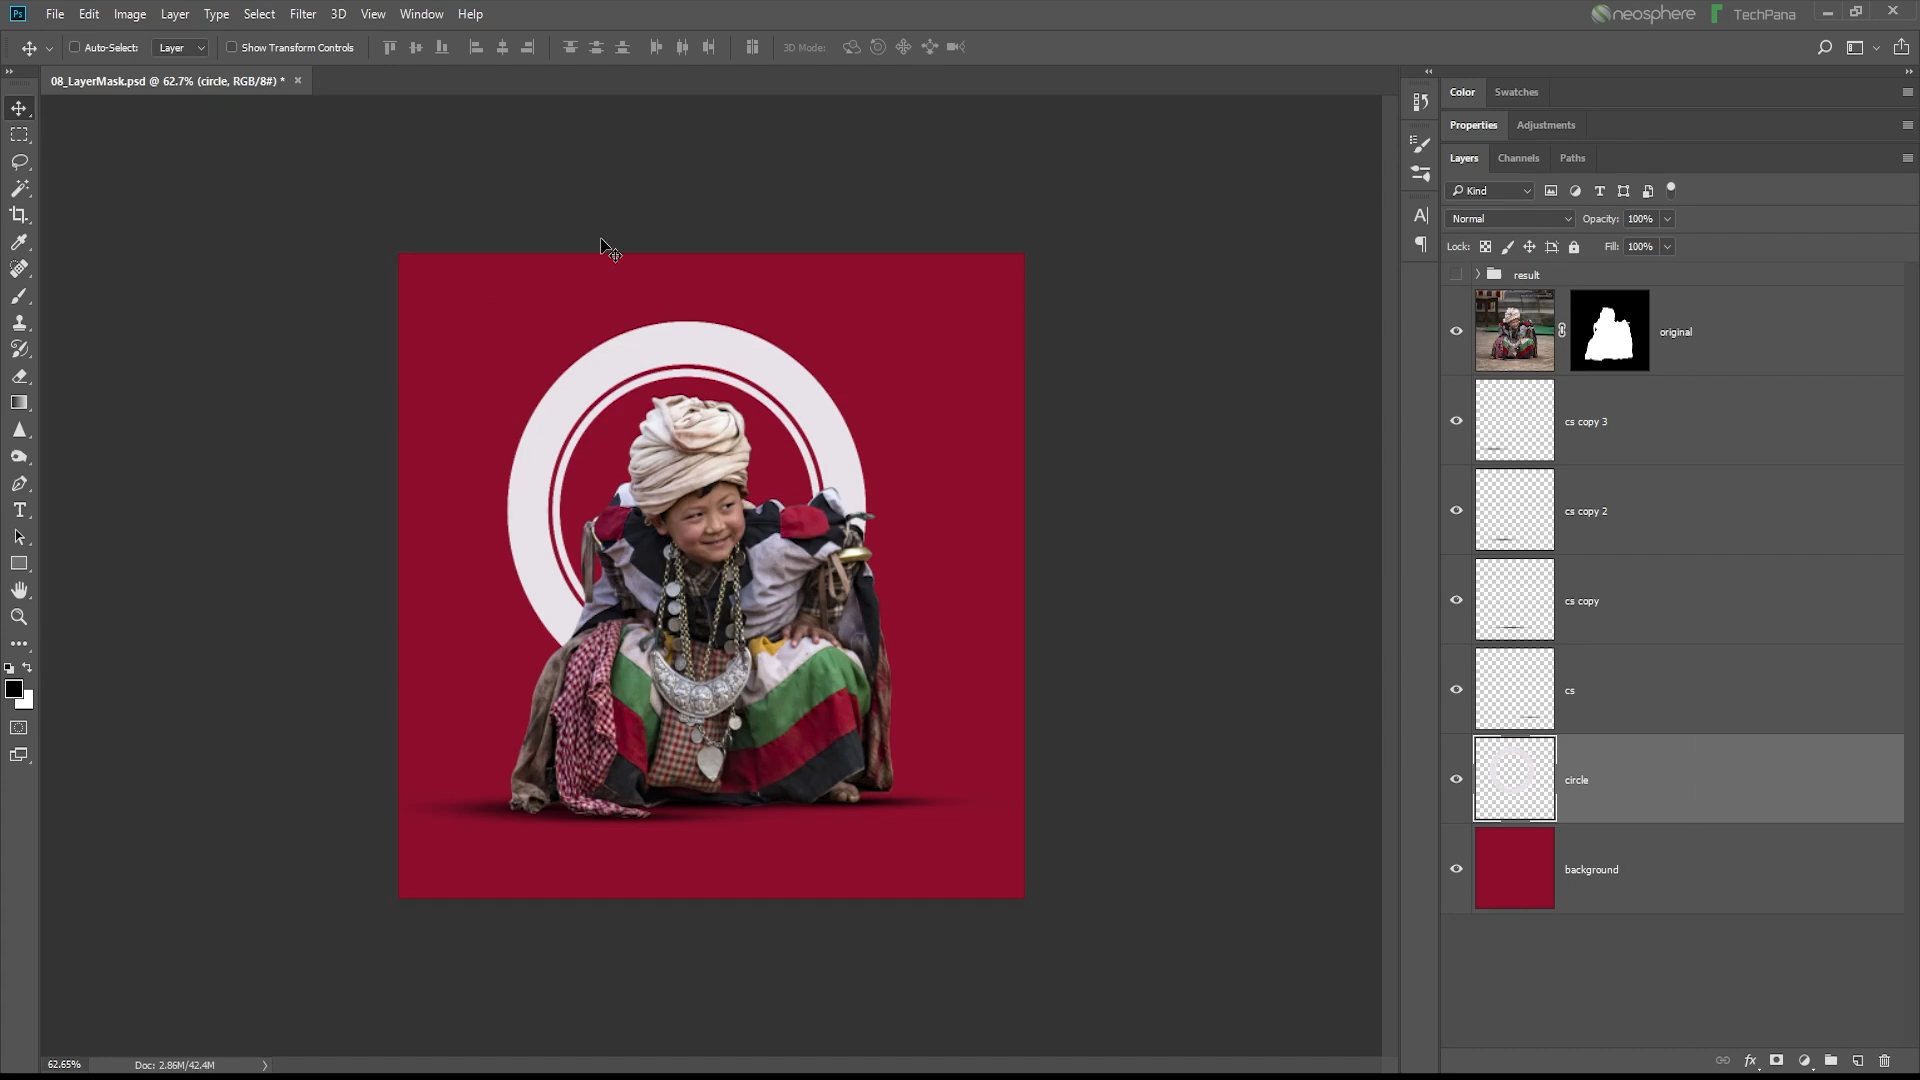 Ps File Edit Image Layer Type Select Filter 3D View Window Help
neosphere TechPana
Auto-Select: Layer Show Transform Controls 3D Mode:
08_LayerMask.psd @ 62.7% (circle, RGB/8#) *
Color Swatches
Properties Adjustments
Layers Channels Paths
Kind
Normal Opacity: 100%
Lock: Fill: 100%
result
original
cs copy 3
cs copy 2
cs copy
cs
circle
background
62.65% Doc: 2.86M/42.4M
fx